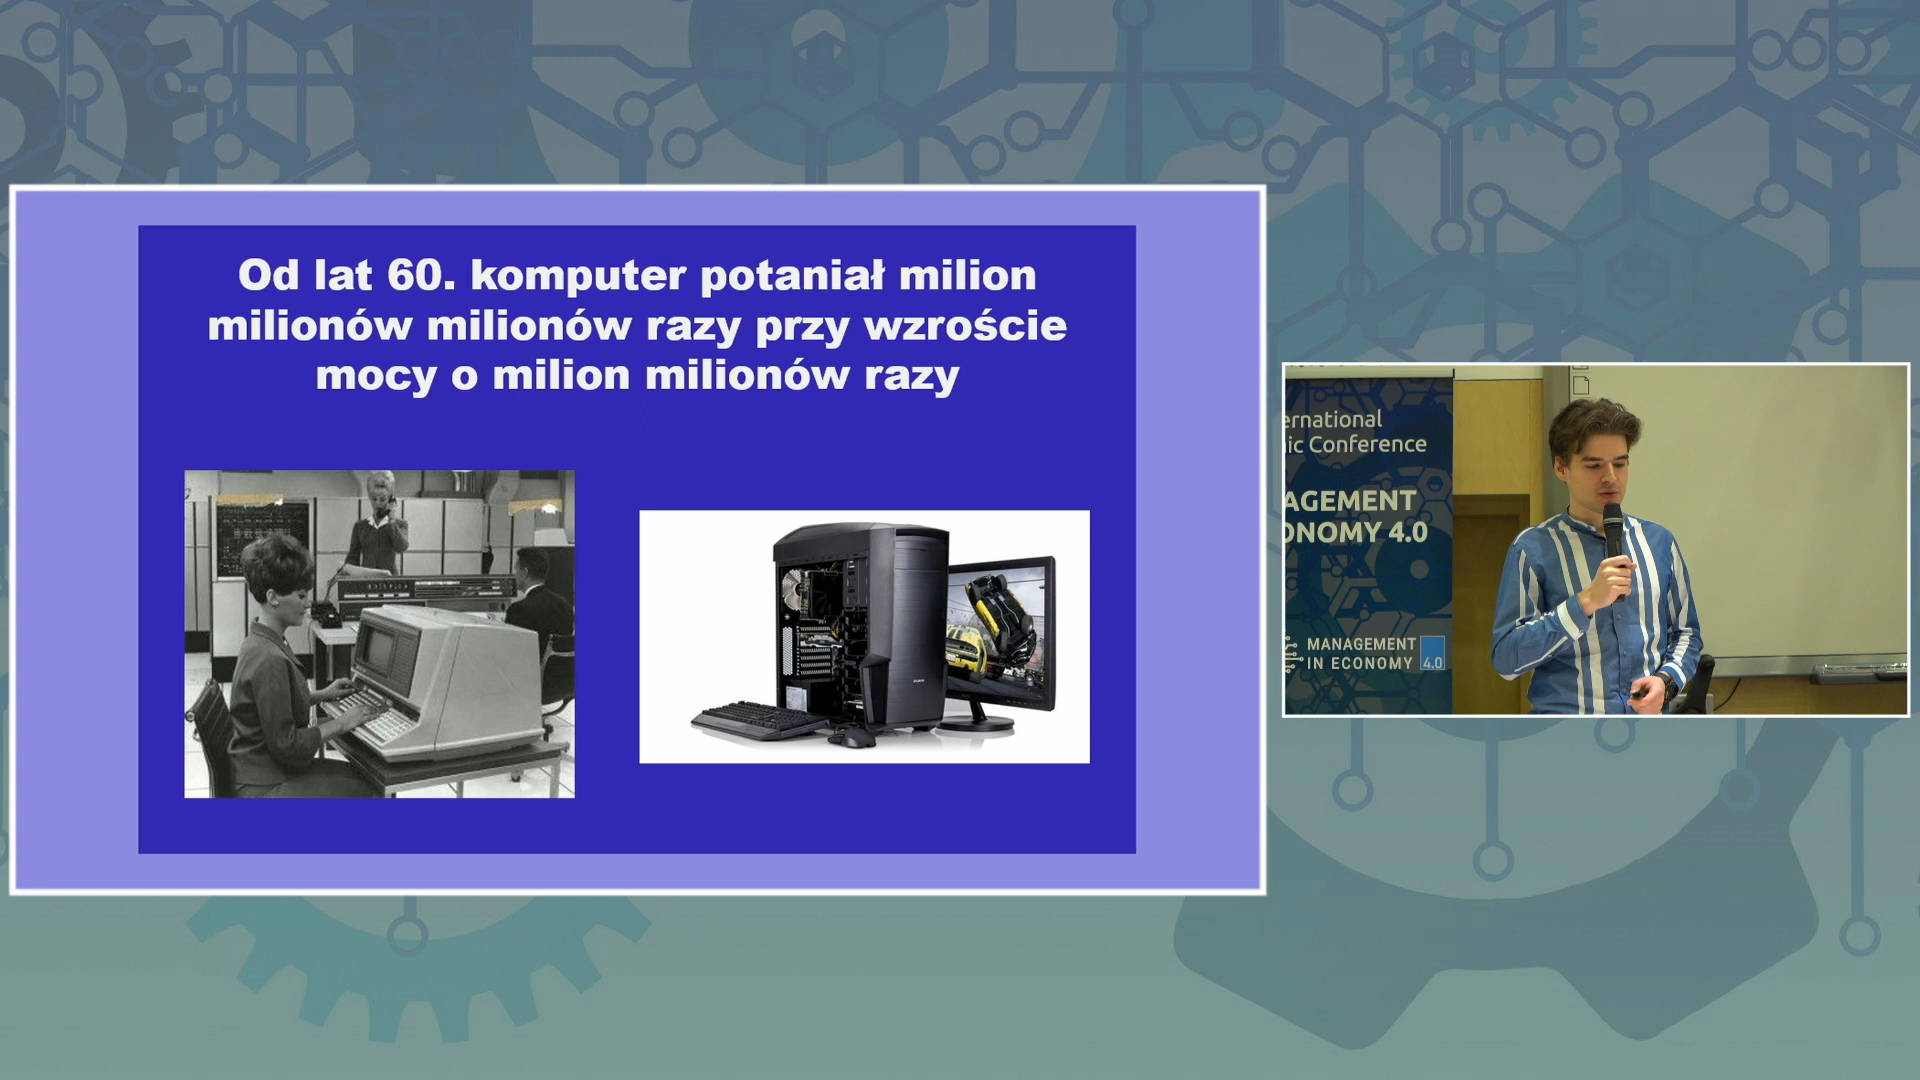 Od lat 60. komputer potaniał milion
milionów milionów razy przy wzroście
mocy o milion milionów razy
ernational
ic Conference
AGEMENT
ONOMY 4.0
MANAGEMENT
IN ECONOMY 4.0